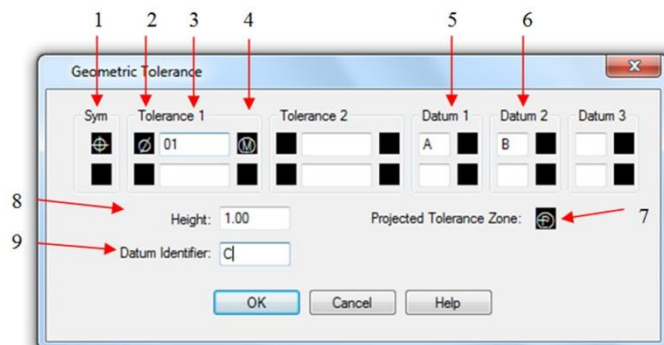 1 2 3 4 5 6
Geometric Tolerance
Sym Tolerance 1 Tolerance 2 Datum 1 Datum 2 Datum 3
⌖ Ø 01 Ⓜ A B
8 Height: 1.00 Projected Tolerance Zone: Ⓟ 7
9 Datum Identifier: C
OK Cancel Help